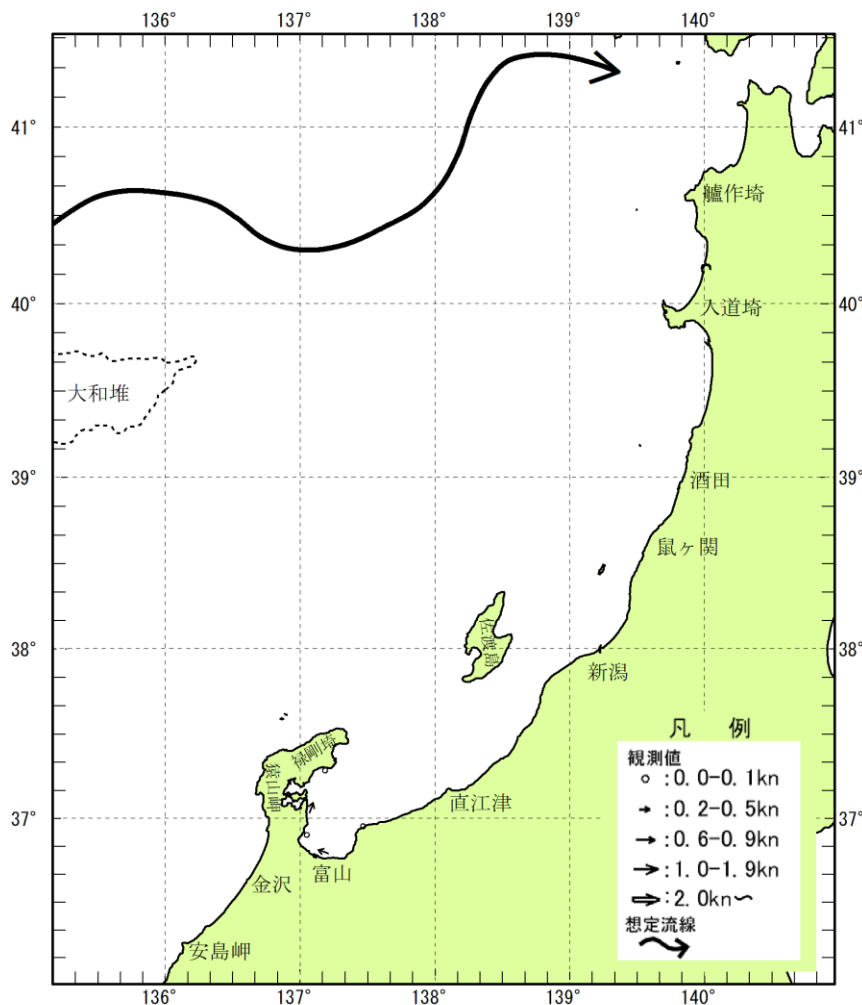 136° 137° 138° 139° 140°
41° 41°
艫作埼
40° 40°
入道埼
大和堆
39° 39°
酒田
鼠ヶ関
佐渡島
38° 38°
新潟
凡 例
観測値
:0.0-0.1kn
:0.2-0.5kn
:0.6-0.9kn
:1.0-1.9kn
:2.0kn~
想定流線
禄剛埼
猿山岬
37° 37°
直江津
富山
金沢
安島岬
136° 137° 138° 139° 140°